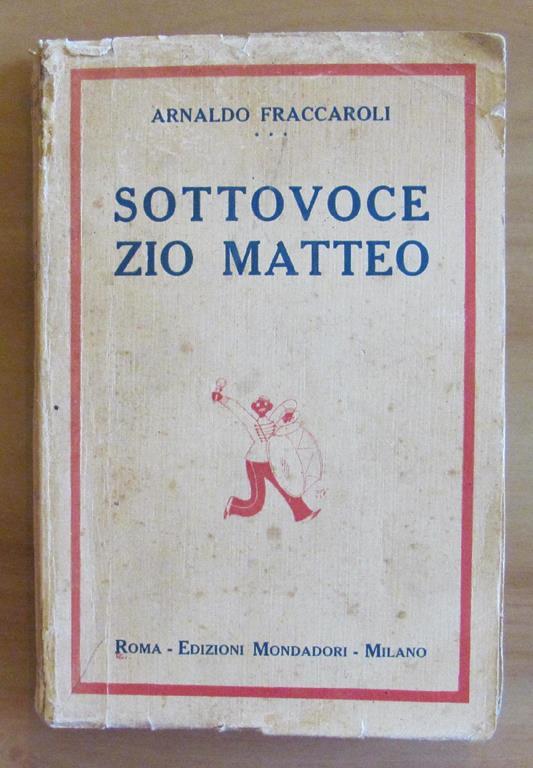 ARNALDO FRACCAROLI
SOTTOVOCE
ZIO MATTEO
ROMA - EDIZIONI MONDADORI - MILANO